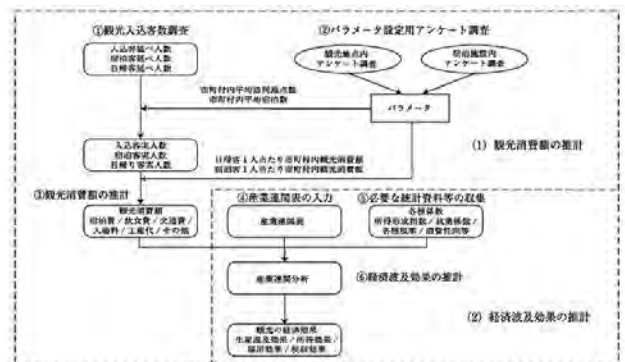 ①観光入込客数調査
入込客延べ人数
宿泊客延べ人数
日帰客延べ人数
②パラメータ設定用アンケート調査
観光地点内
アンケート調査
宿泊施設内
アンケート調査
市町村内平均訪問地点数
市町村内平均宿泊数
パラメータ
入込客実人数
宿泊客実人数
日帰り客実人数
日帰客1人当たり市町村内観光消費額
宿泊客1人当たり市町村内観光消費額
(1) 観光消費額の推計
③観光消費額の推計
観光消費額
宿泊費/飲食費/交通費/
入場料/土産代/その他
④産業連関表の入力
産業連関表
⑤必要な統計資料等の収集
各種係数
所得形成係数/就業係数/
各種税率/消費性向等
産業連関分析
⑥経済波及効果の推計
観光の経済効果
生産波及効果/所得効果/
雇用効果/税収効果
(2) 経済波及効果の推計